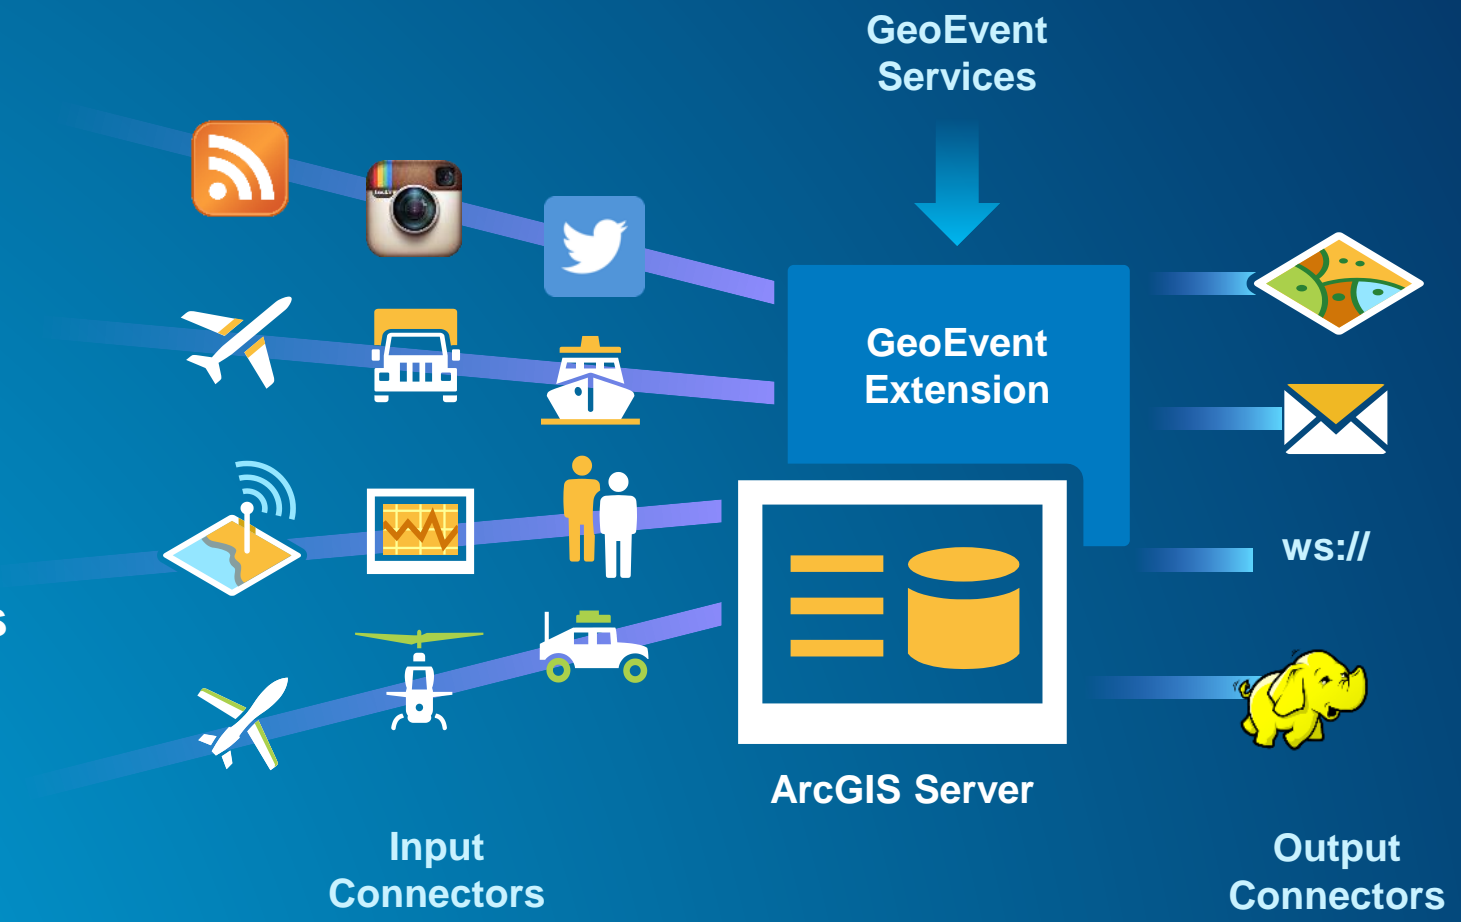 GeoEvent
Services
GeoEvent
Extension
ws://
s
ArcGIS Server
Input
Connectors
Output
Connectors